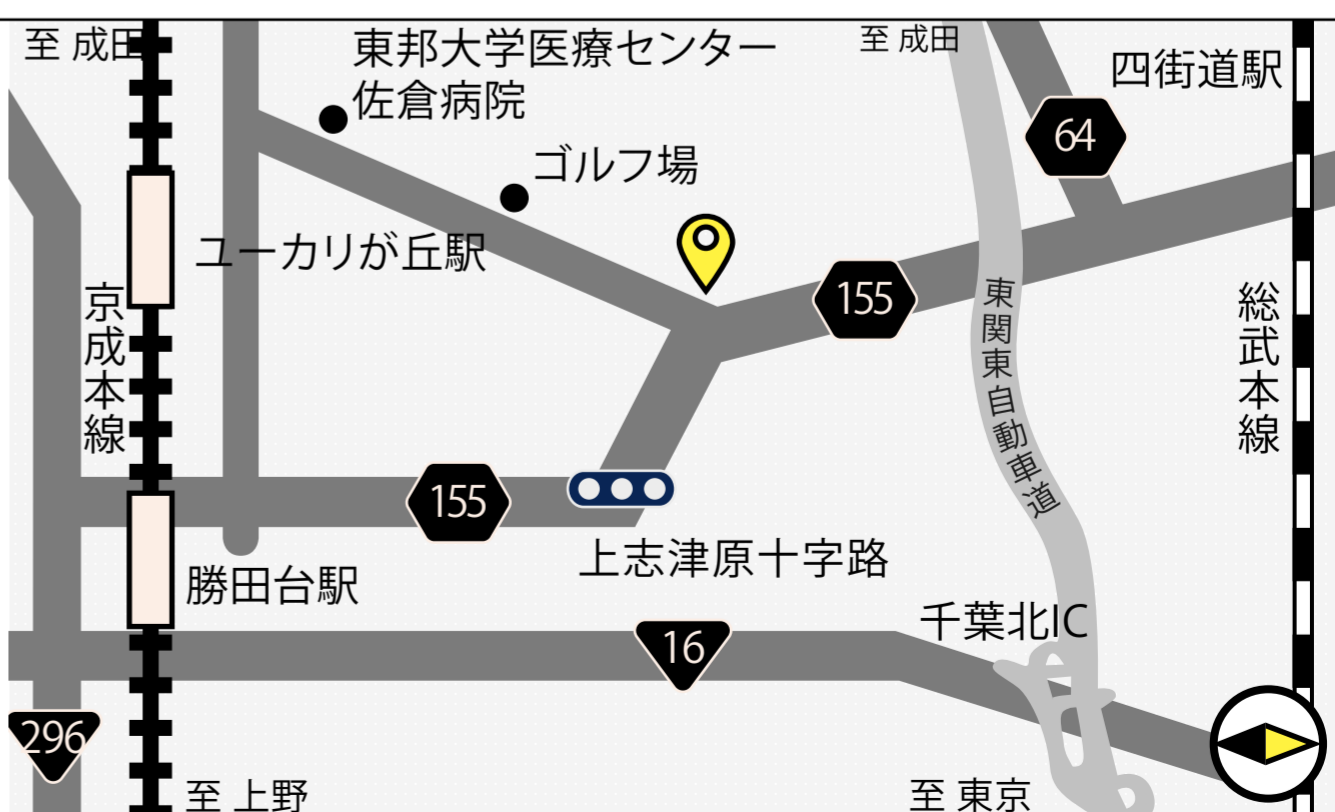 至 成田
東邦大学医療センター
佐倉病院
至 成田
四街道駅
64
ゴルフ場
ユーカリが丘駅
155
京成本線
東関東自動車道
総武本線
155
上志津原十字路
勝田台駅
千葉北IC
16
296
至 上野
至 東京